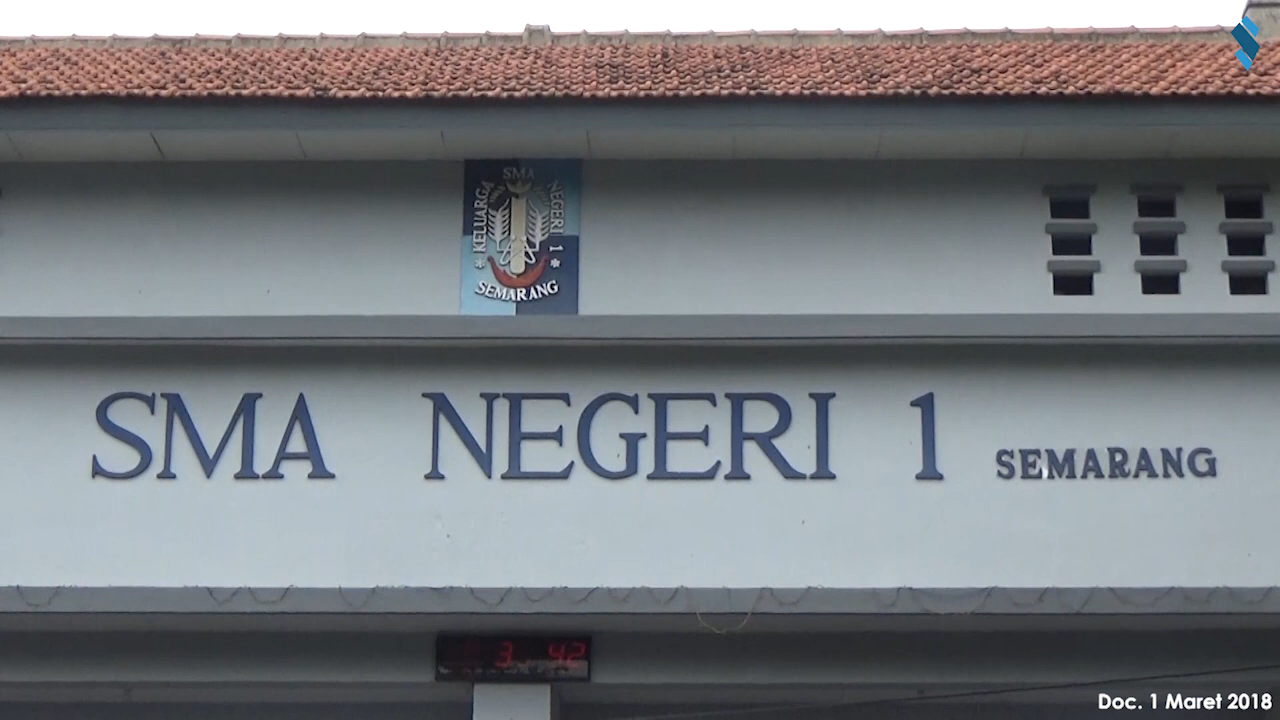 SMA
KELUARGA
NEGERI 1
SEMARANG
SMA NEGERI 1 SEMARANG
3 42
Doc. 1 Maret 2018